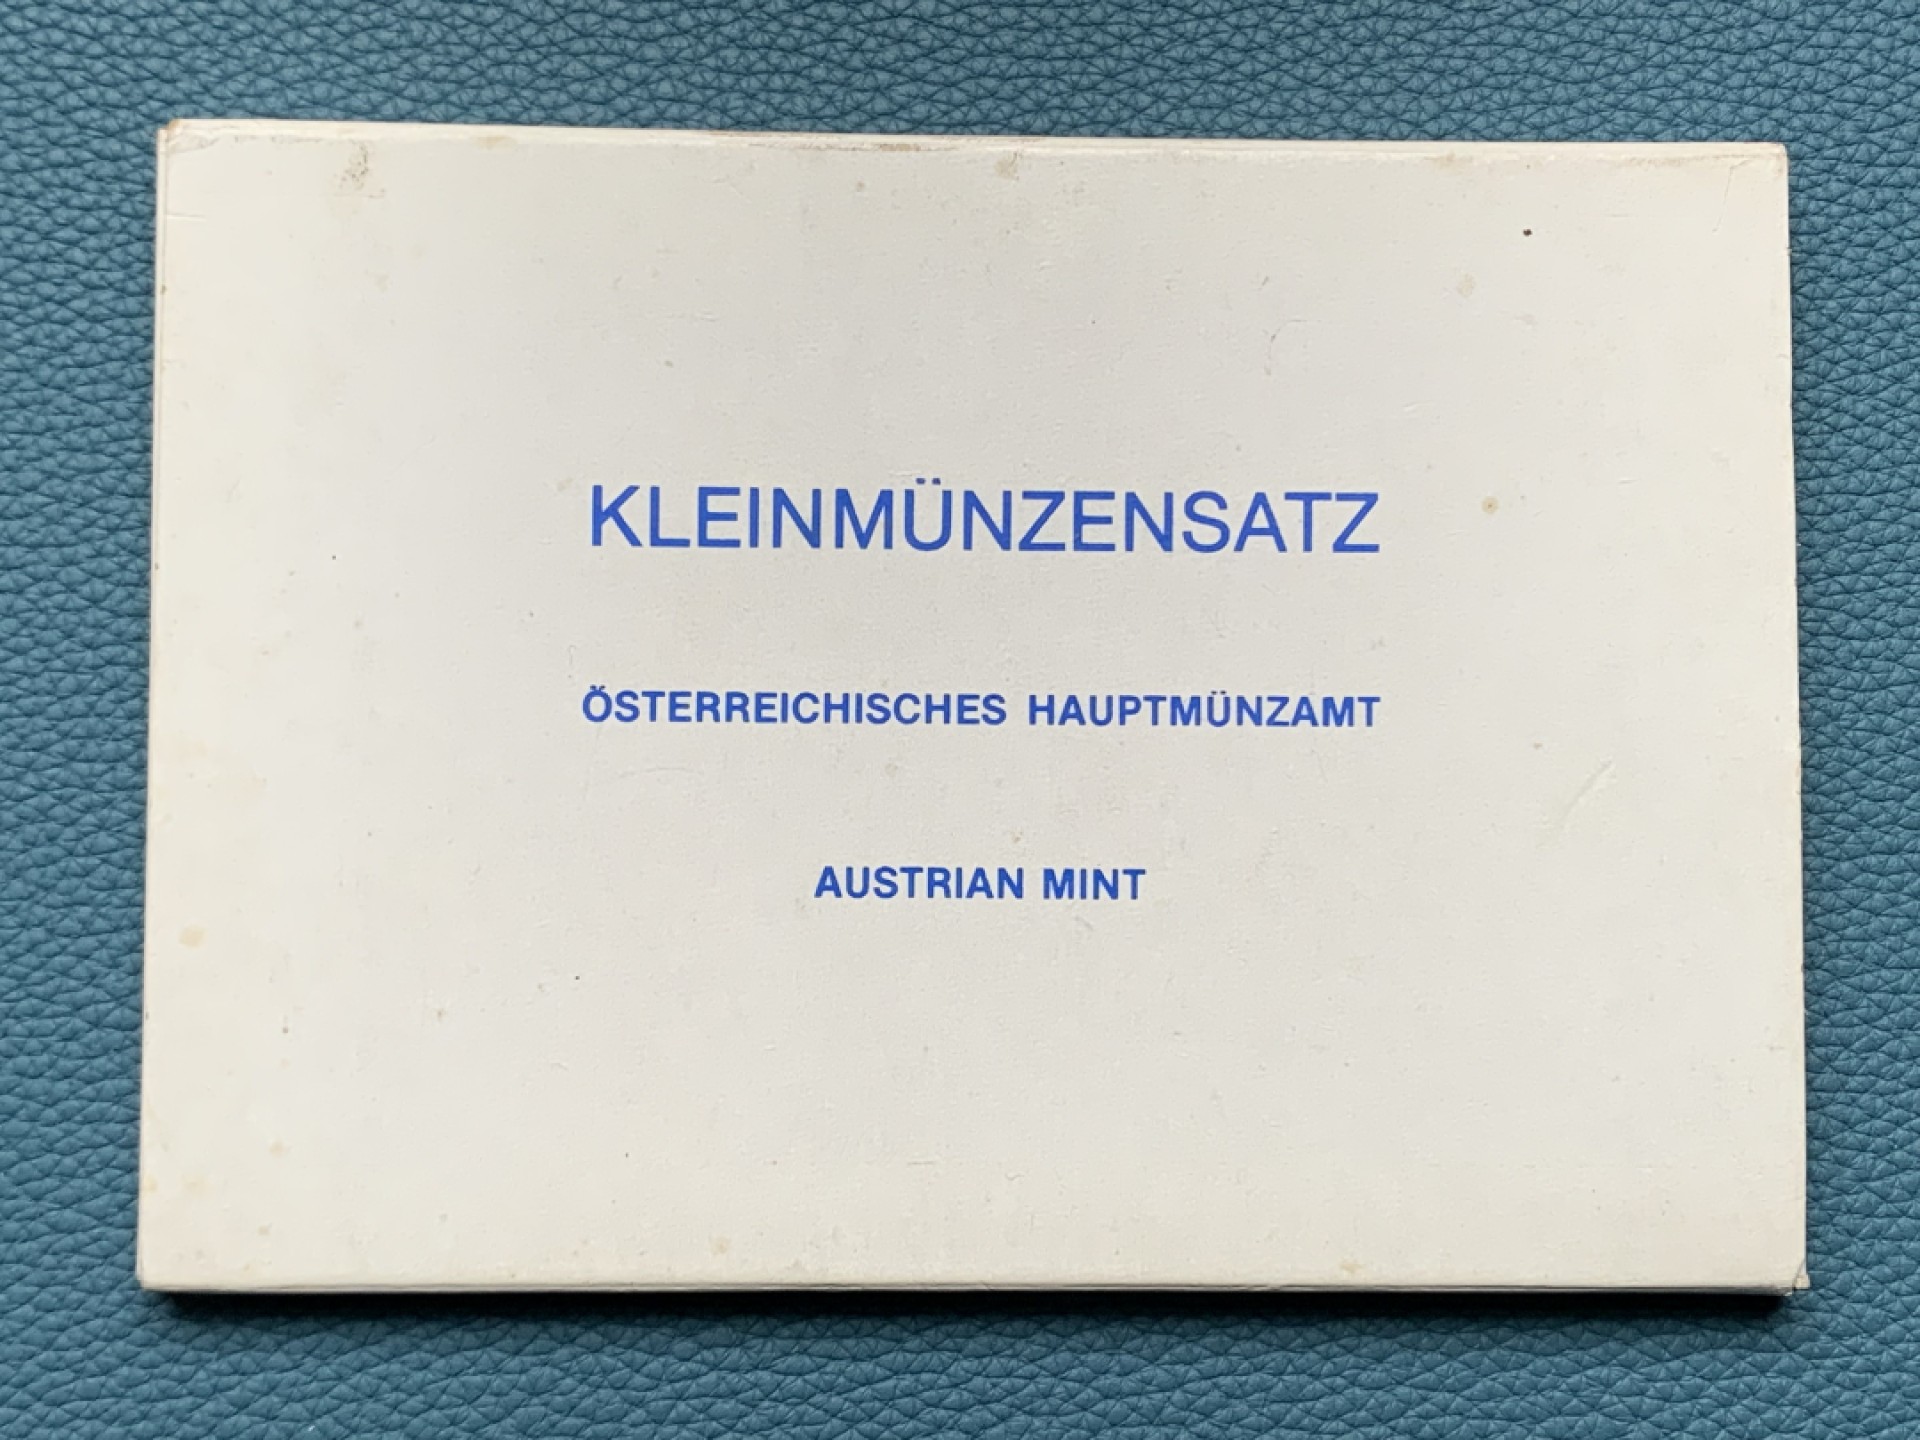 KLEINMÜNZENSATZ
ÖSTERREICHISCHES HAUPTMÜNZAMT
AUSTRIAN MINT